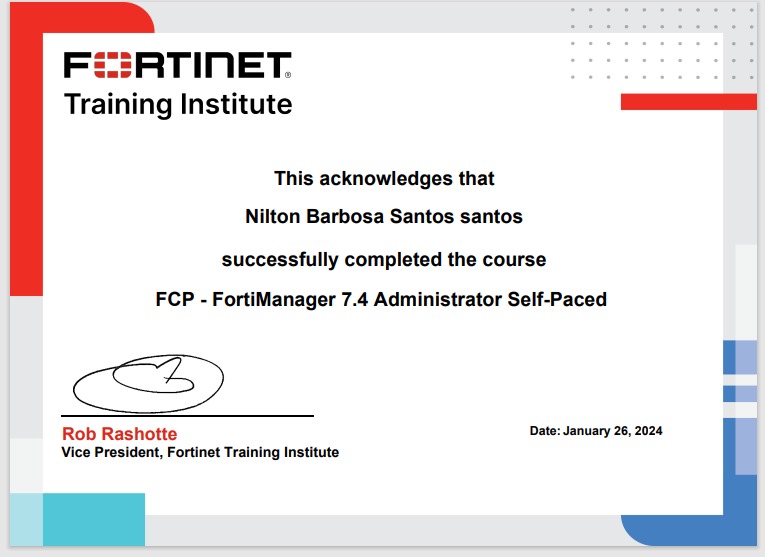 FORTINET®
Training Institute
This acknowledges that
Nilton Barbosa Santos santos
successfully completed the course
FCP - FortiManager 7.4 Administrator Self-Paced
Rob Rashotte
Vice President, Fortinet Training Institute
Date: January 26, 2024